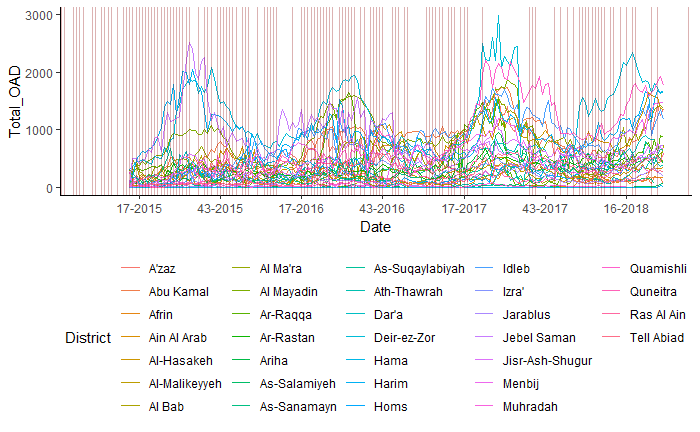 3000
2000
1000
0
Total_OAD
17-2015 43-2015 17-2016 43-2016 17-2017 43-2017 16-2018
Date
District
A'zaz Al Ma'ra As-Suqaylabiyah Idleb Quamishli
Abu Kamal Al Mayadin Ath-Thawrah Izra' Quneitra
Afrin Ar-Raqqa Dar'a Jarablus Ras Al Ain
Ain Al Arab Ar-Rastan Deir-ez-Zor Jebel Saman Tell Abiad
Al-Hasakeh Ariha Hama Jisr-Ash-Shugur
Al-Malikeyyeh As-Salamiyeh Harim Menbij
Al Bab As-Sanamayn Homs Muhradah